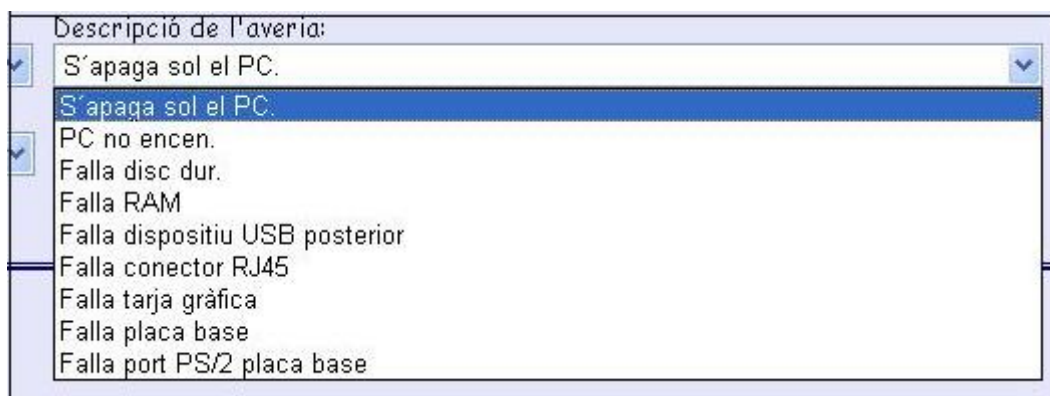 Descripció de l'averia:
S´apaga sol el PC.
S´apaga sol el PC.
PC no encen.
Falla disc dur.
Falla RAM
Falla dispositiu USB posterior
Falla conector RJ45
Falla tarja gràfica
Falla placa base
Falla port PS/2 placa base